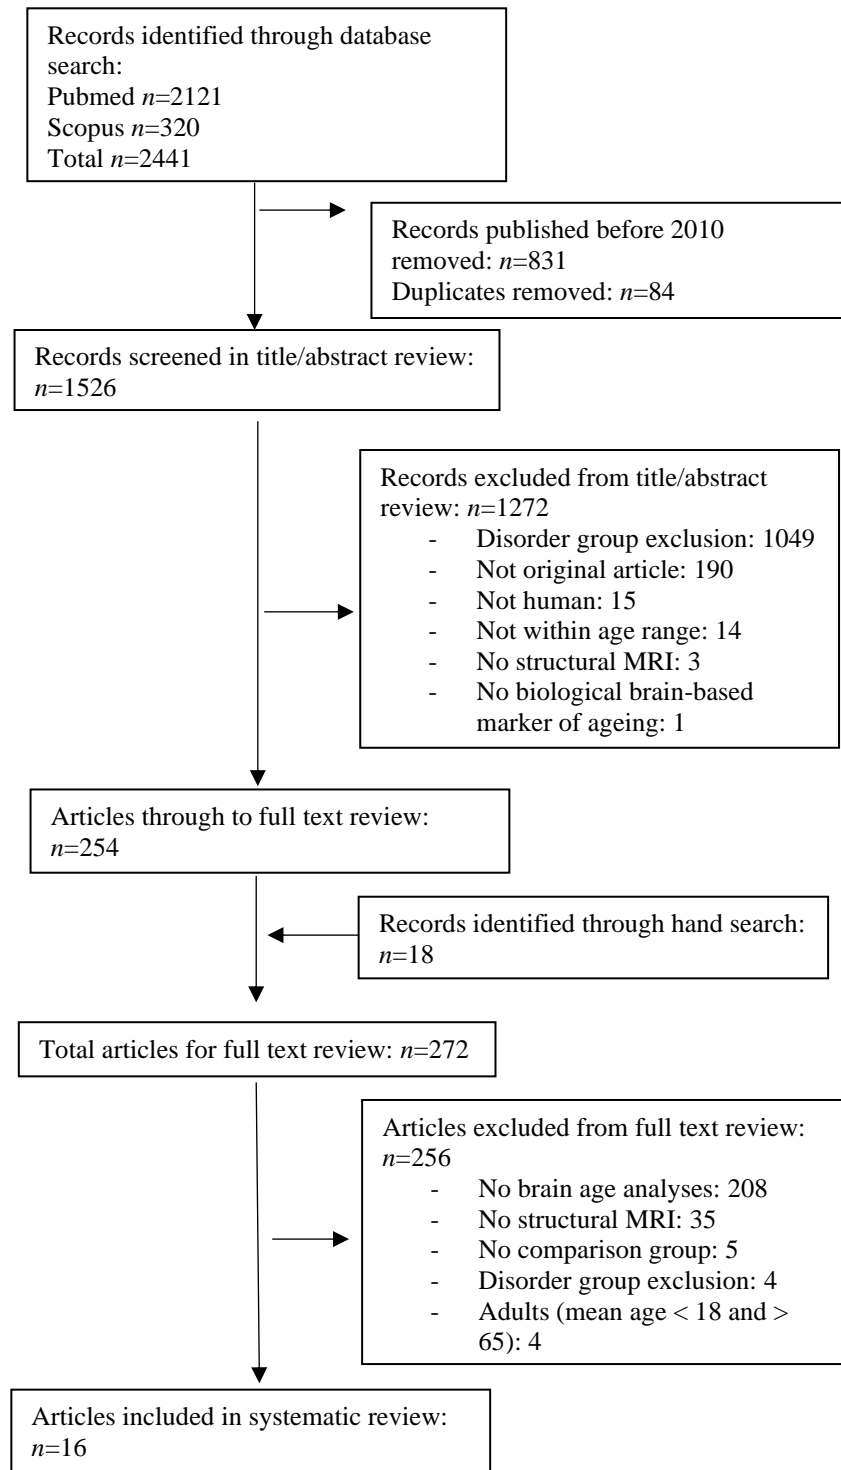 Records identified through database
search:
Pubmed n=2121
Scopus n=320
Total n=2441
Records published before 2010
removed: n=831
Duplicates removed: n=84
Records screened in title/abstract review:
n=1526
Records excluded from title/abstract
review: n=1272
- Disorder group exclusion: 1049
- Not original article: 190
- Not human: 15
- Not within age range: 14
- No structural MRI: 3
- No biological brain-based
marker of ageing: 1
Articles through to full text review:
n=254
Records identified through hand search:
n=18
Total articles for full text review: n=272
Articles excluded from full text review:
n=256
- No brain age analyses: 208
- No structural MRI: 35
- No comparison group: 5
- Disorder group exclusion: 4
- Adults (mean age < 18 and >
65): 4
Articles included in systematic review:
n=16